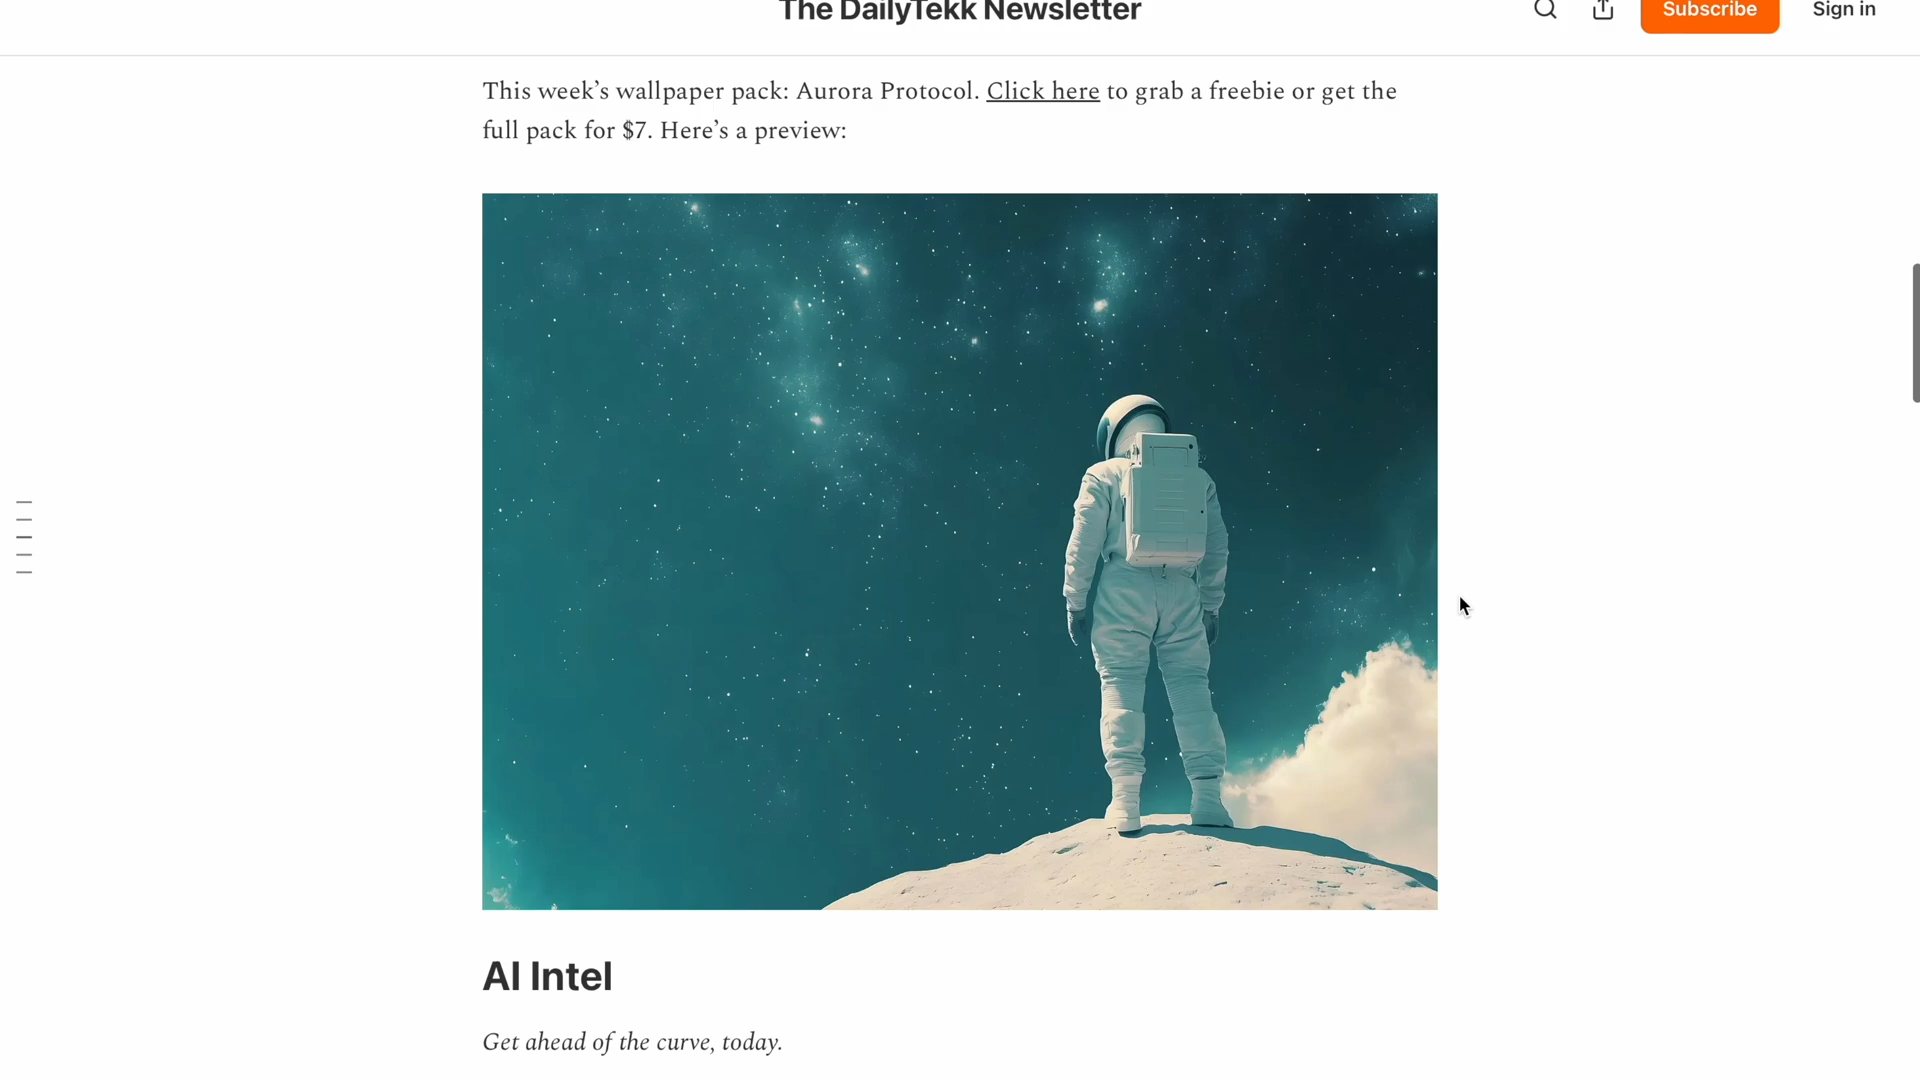 The DailyTekk Newsletter
Subscribe
Sign in
This week’s wallpaper pack: Aurora Protocol. Click here to grab a freebie or get the
full pack for $7. Here’s a preview:
AI Intel
Get ahead of the curve, today.